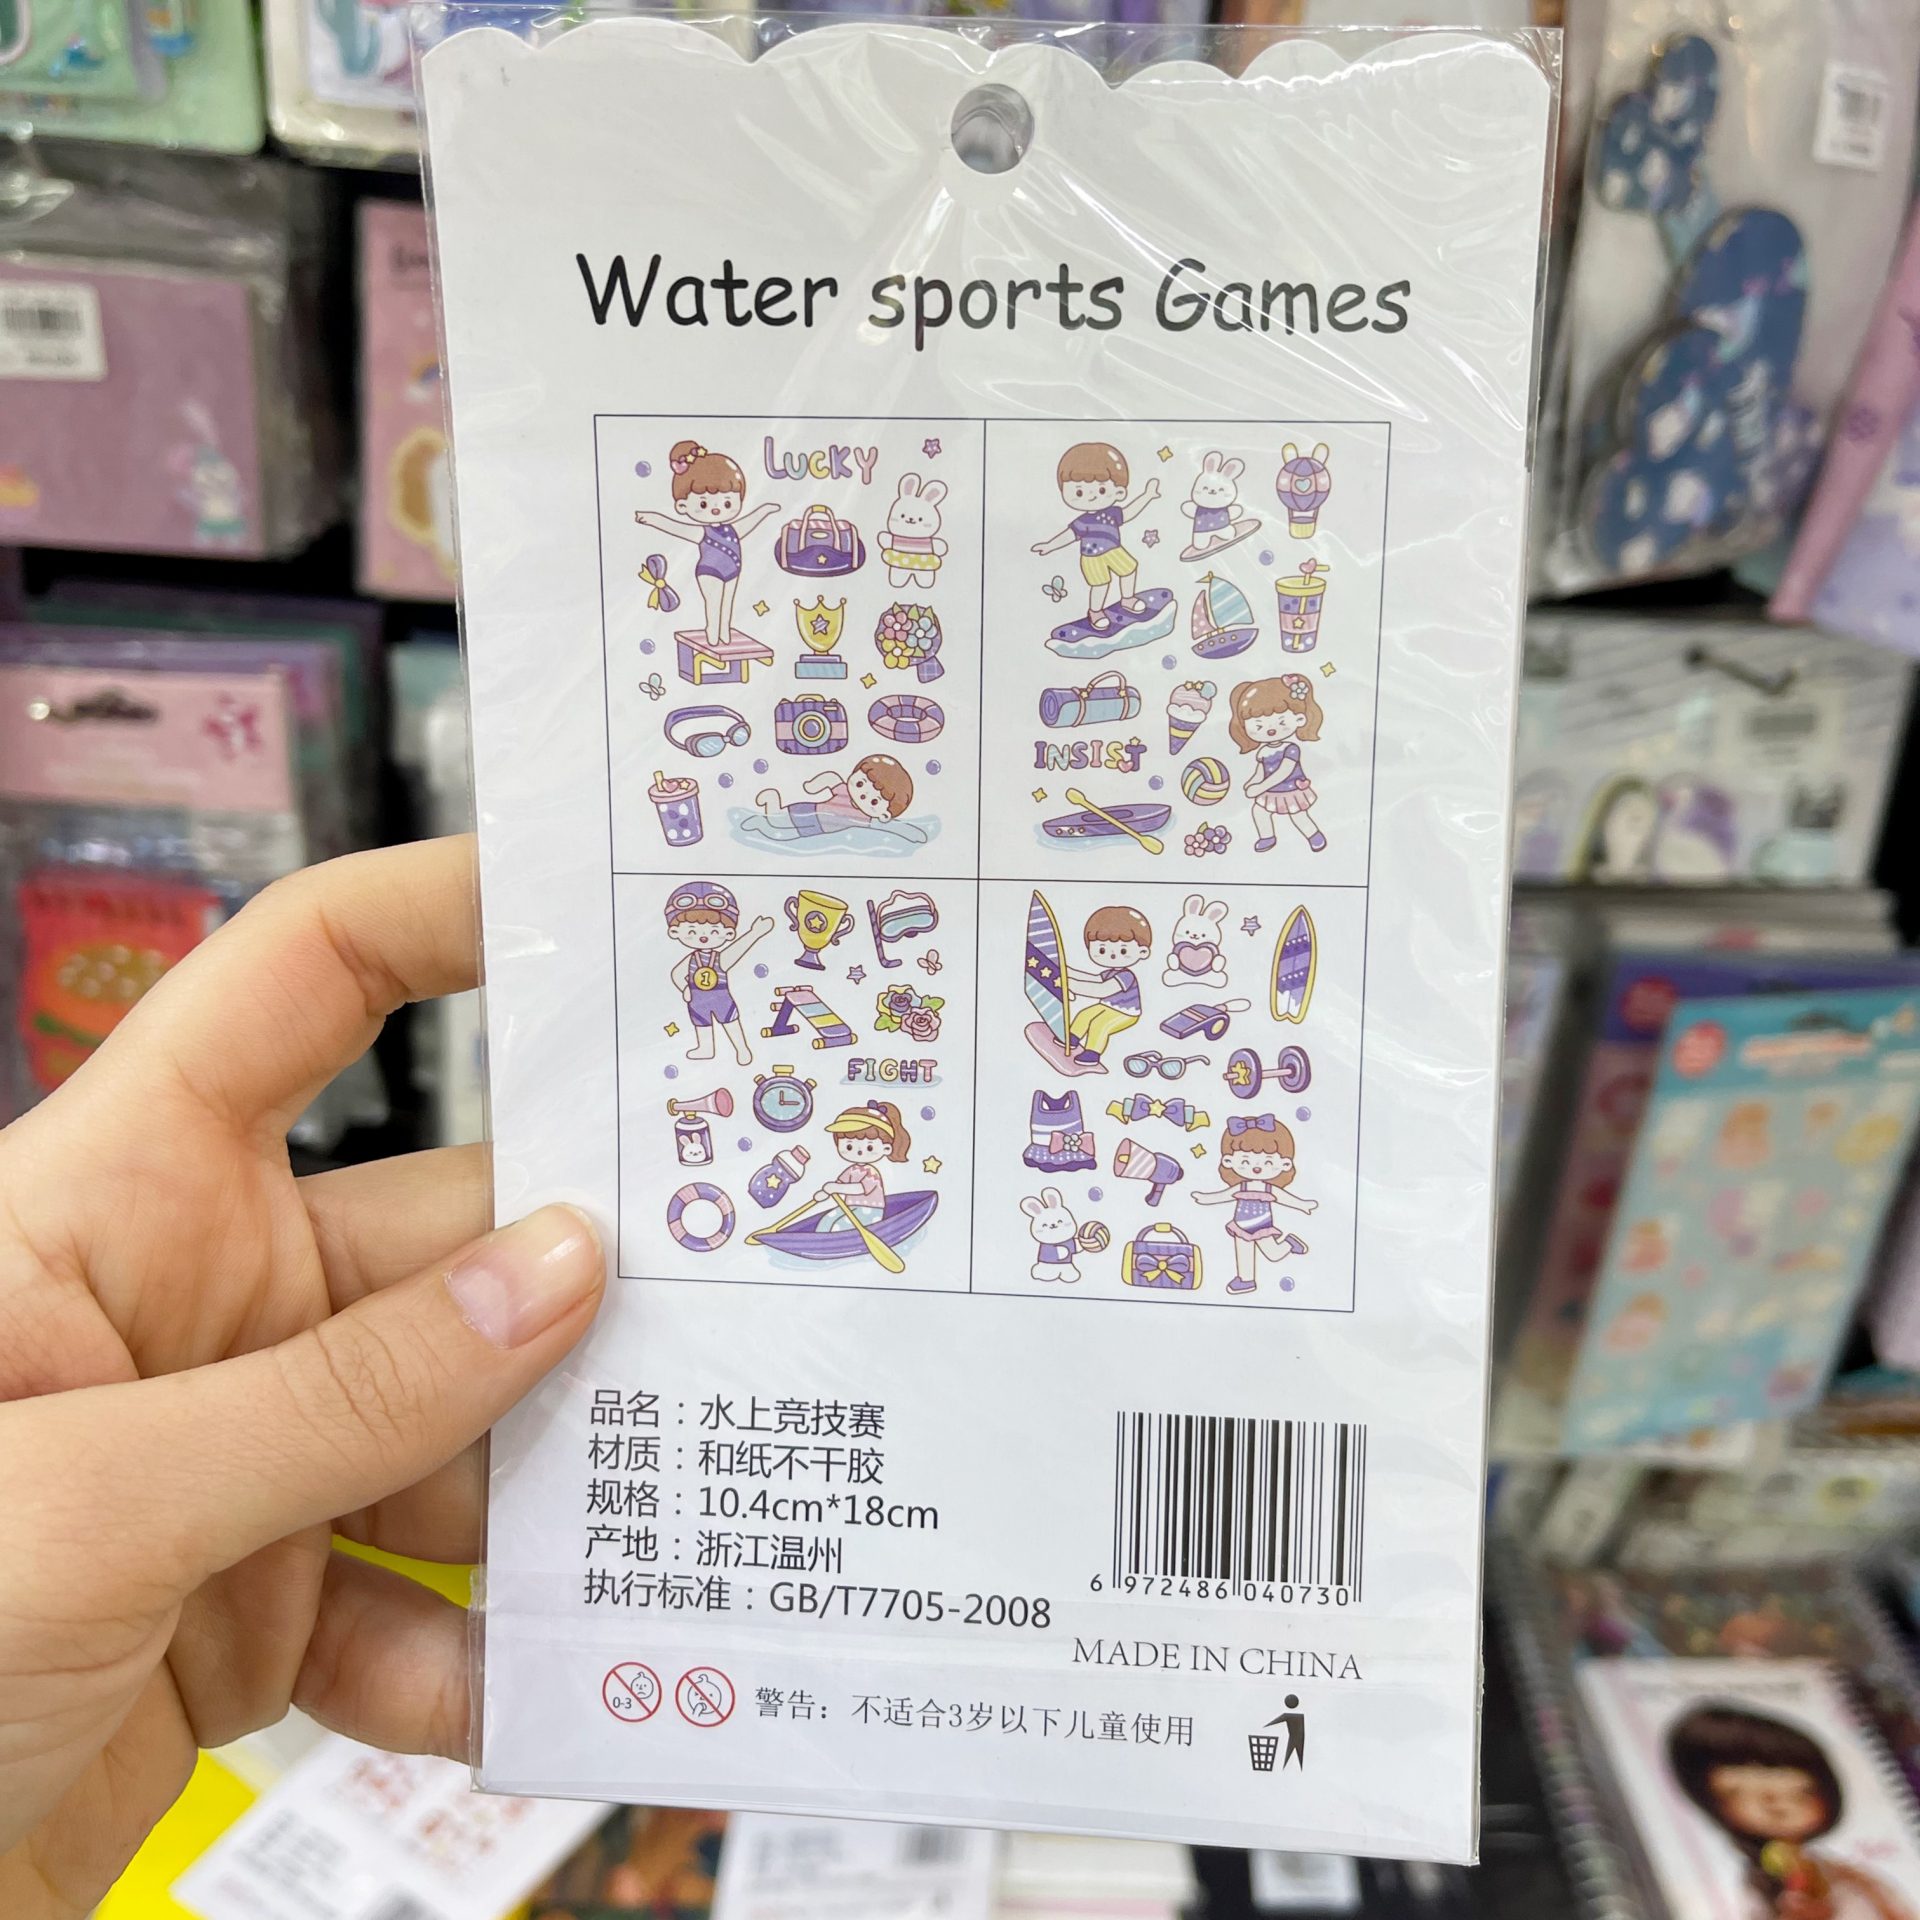 Water sports Games
LUCKY
INSIST
1
FIGHT
品名：水上竞技赛
材质：和纸不干胶
规格：10.4cm*18cm
产地：浙江温州
执行标准：GB/T7705-2008
6 972486 040730
MADE IN CHINA
0-3
警告：不适合3岁以下儿童使用